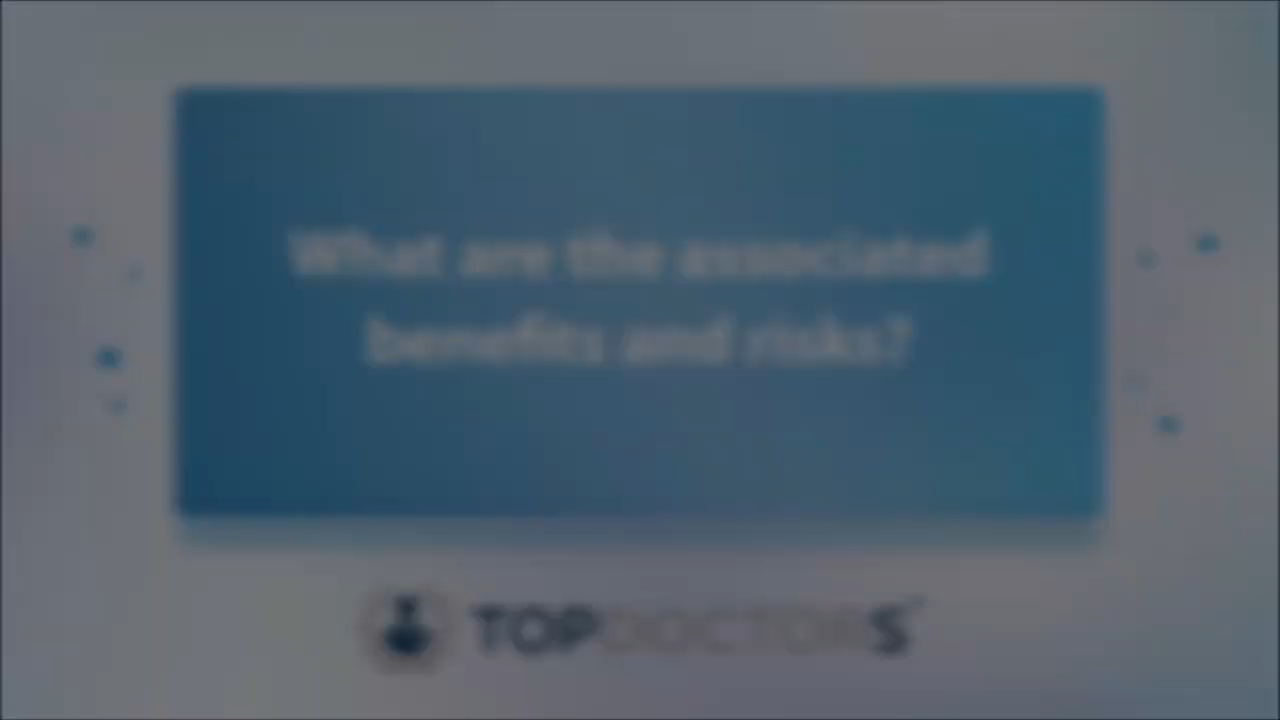 What are the associated
benefits and risks?
TOPDOCTORS